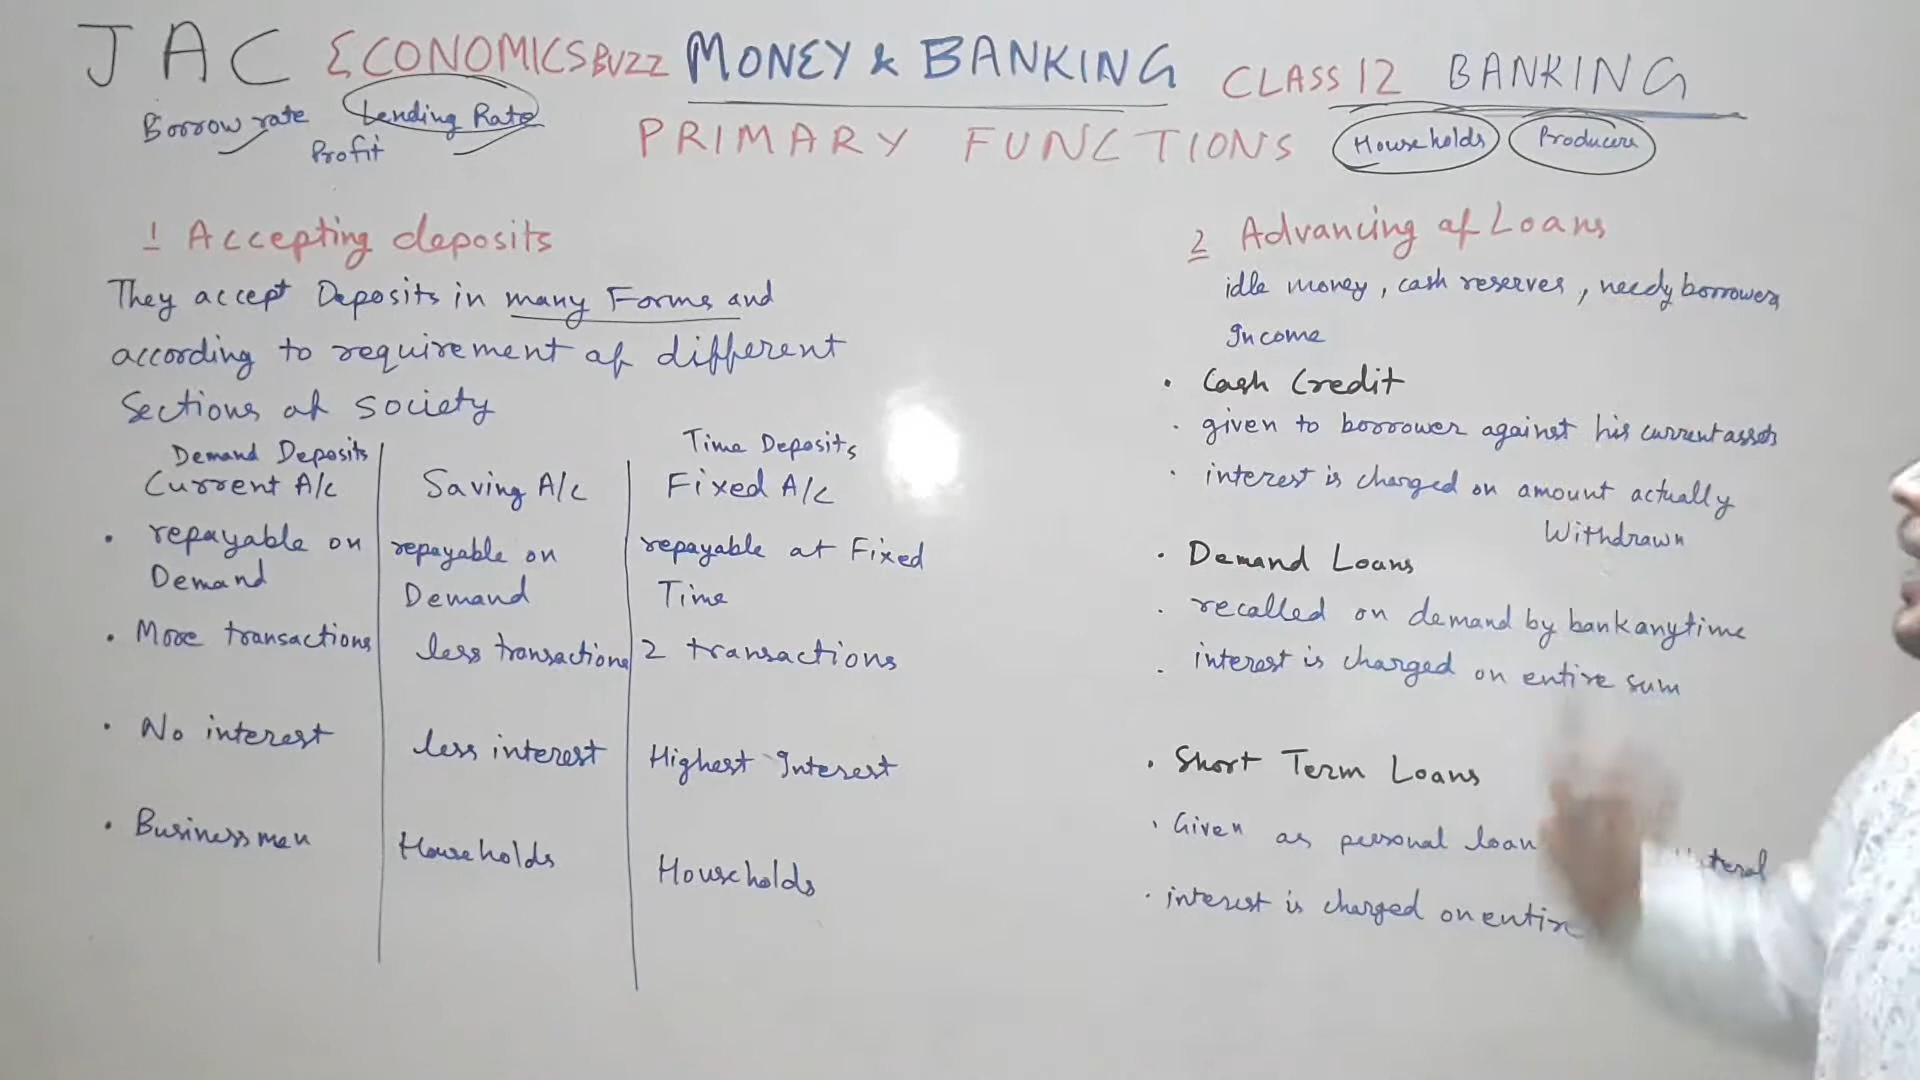 JAC ECONOMICSBUZZ MONEY & BANKING CLASS 12 BANKING
Borrow rate Lending Rate
Profit
PRIMARY FUNCTIONS Households Producers
1 Accepting deposits
They accept Deposits in many Forms and
according to requirement of different
Sections of society
Demand Deposits
Time Deposits
Current A/c Saving A/c Fixed A/c
• repayable on repayable on repayable at Fixed
Demand Demand Time
• More transactions less transactions 2 transactions
• No interest less interest Highest Interest
• Businessmen Households Households
2 Advancing of Loans
idle money, cash reserves, needy borrowers
Income
• Cash Credit
• given to borrower against his current assets
• interest is charged on amount actually
Withdrawn
• Demand Loans
• recalled on demand by bank anytime
• interest is charged on entire sum
• Short Term Loans
• Given as personal loan
• interest is charged on entire